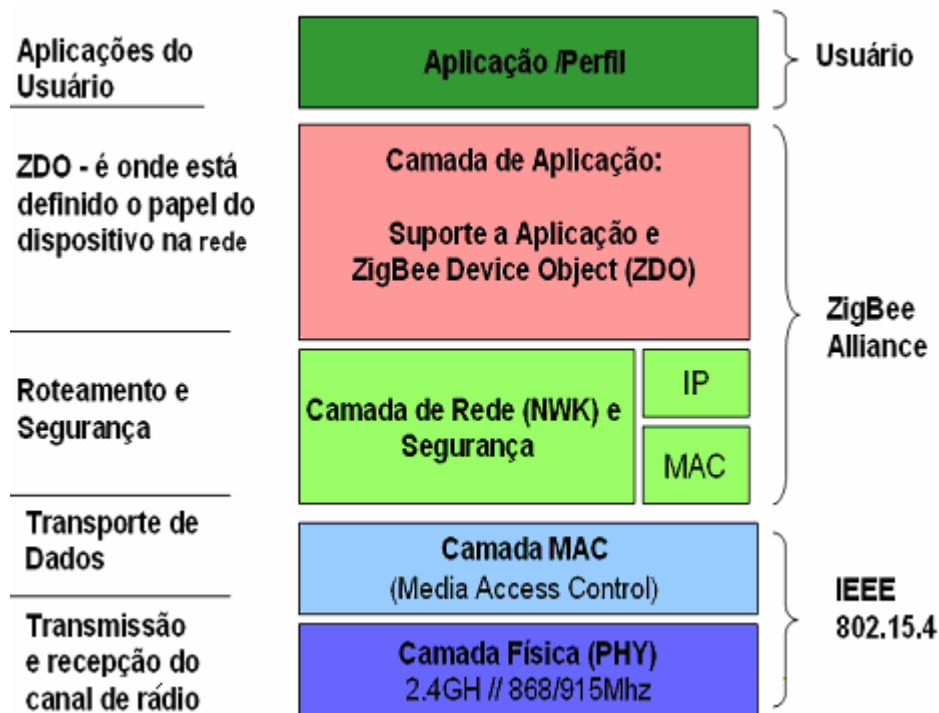 Aplicações do
Usuário
Aplicação /Perfil
Usuário
ZDO - é onde está
definido o papel do
dispositivo na rede
Camada de Aplicação:
Suporte a Aplicação e
ZigBee Device Object (ZDO)
ZigBee
Alliance
Roteamento e
Segurança
Camada de Rede (NWK) e
Segurança
IP
MAC
Transporte de
Dados
Camada MAC
(Media Access Control)
IEEE
802.15.4
Transmissão
e recepção do
canal de rádio
Camada Física (PHY)
2.4GH // 868/915Mhz